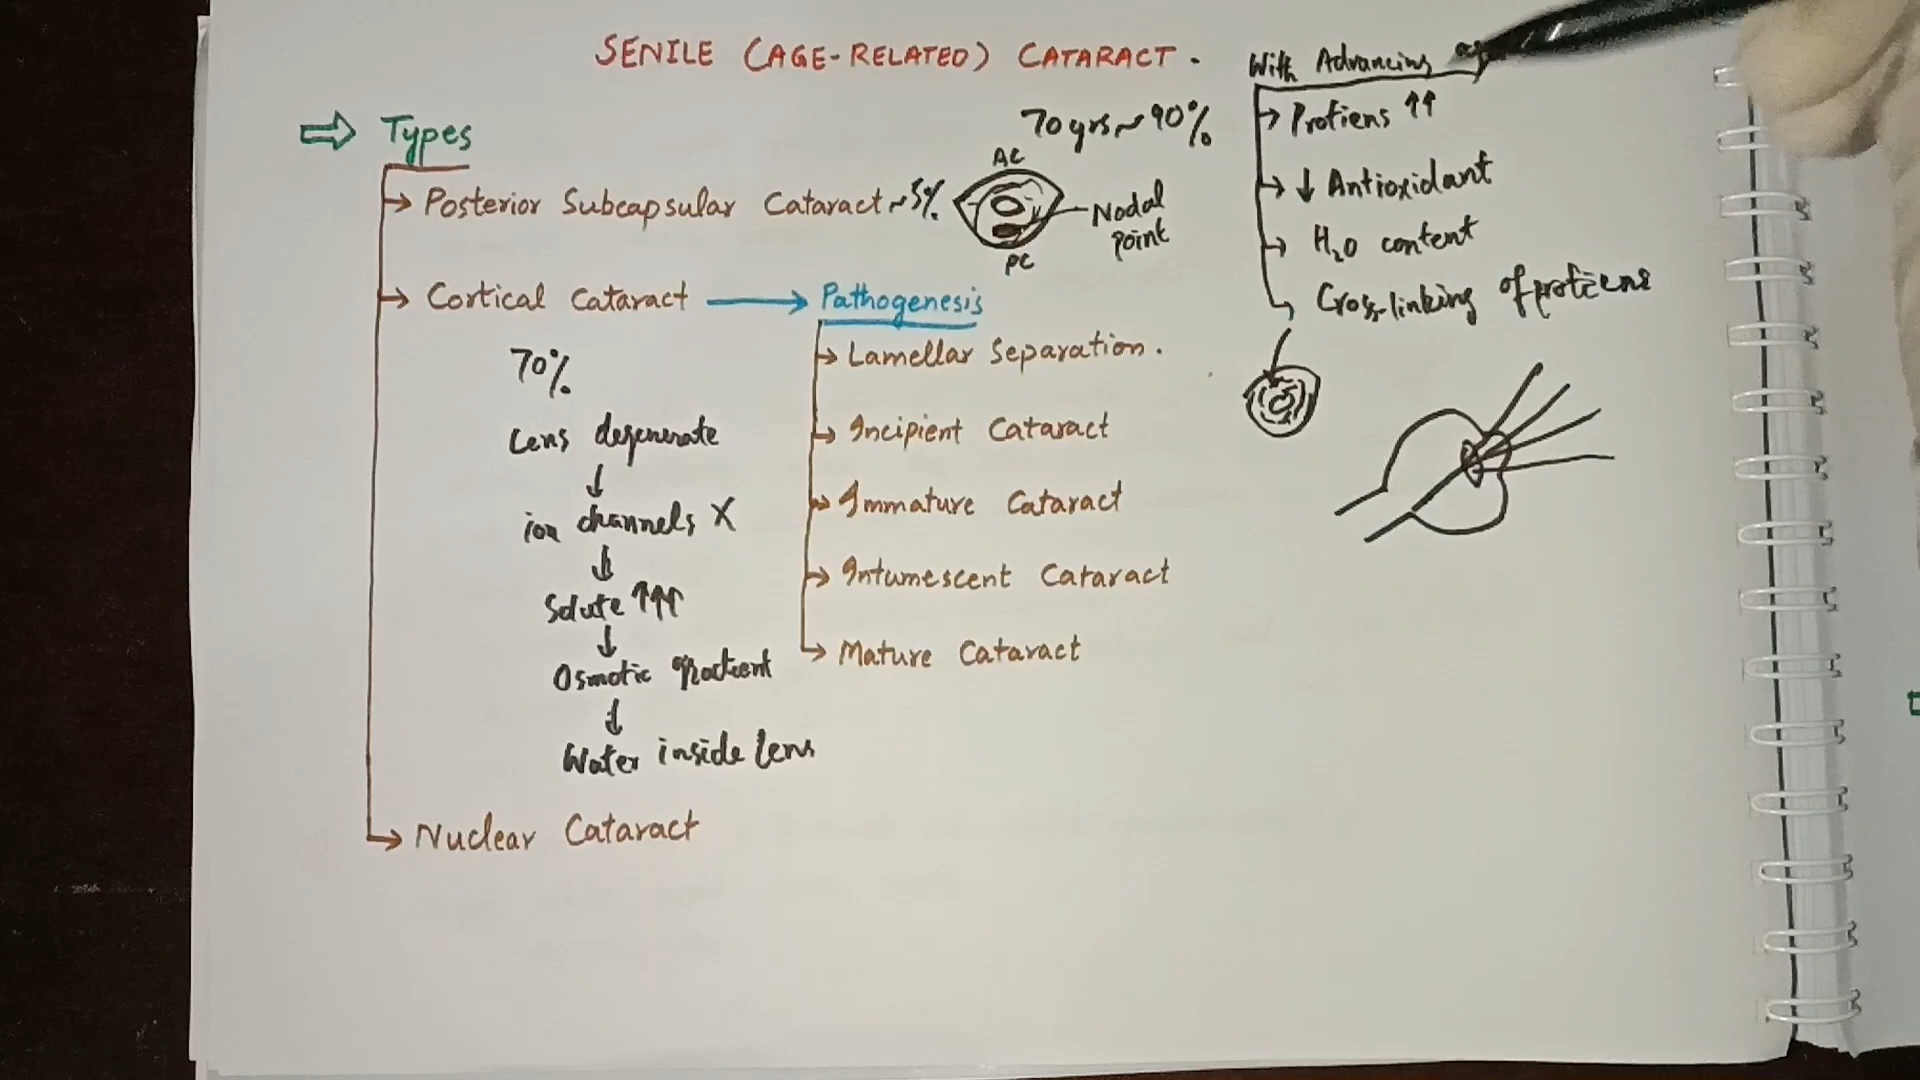 SENILE (AGE-RELATED) CATARACT.
Types
Posterior Subcapsular Cataract ~5%
Cortical Cataract
70%
Lens degenerate
↓
ion channels X
↓
Solute ↑↑↑
↓
Osmotic gradient
↓
Water inside lens
Nuclear Cataract
Pathogenesis
Lamellar Separation.
Incipient Cataract
Immature Cataract
Intumescent Cataract
Mature Cataract
70 yrs ~ 90%
AC
Nodal
Point
PC
With Advancing
Protiens ↑↑
↓ Antioxidant
H₂O content
Cross-linking of protiens